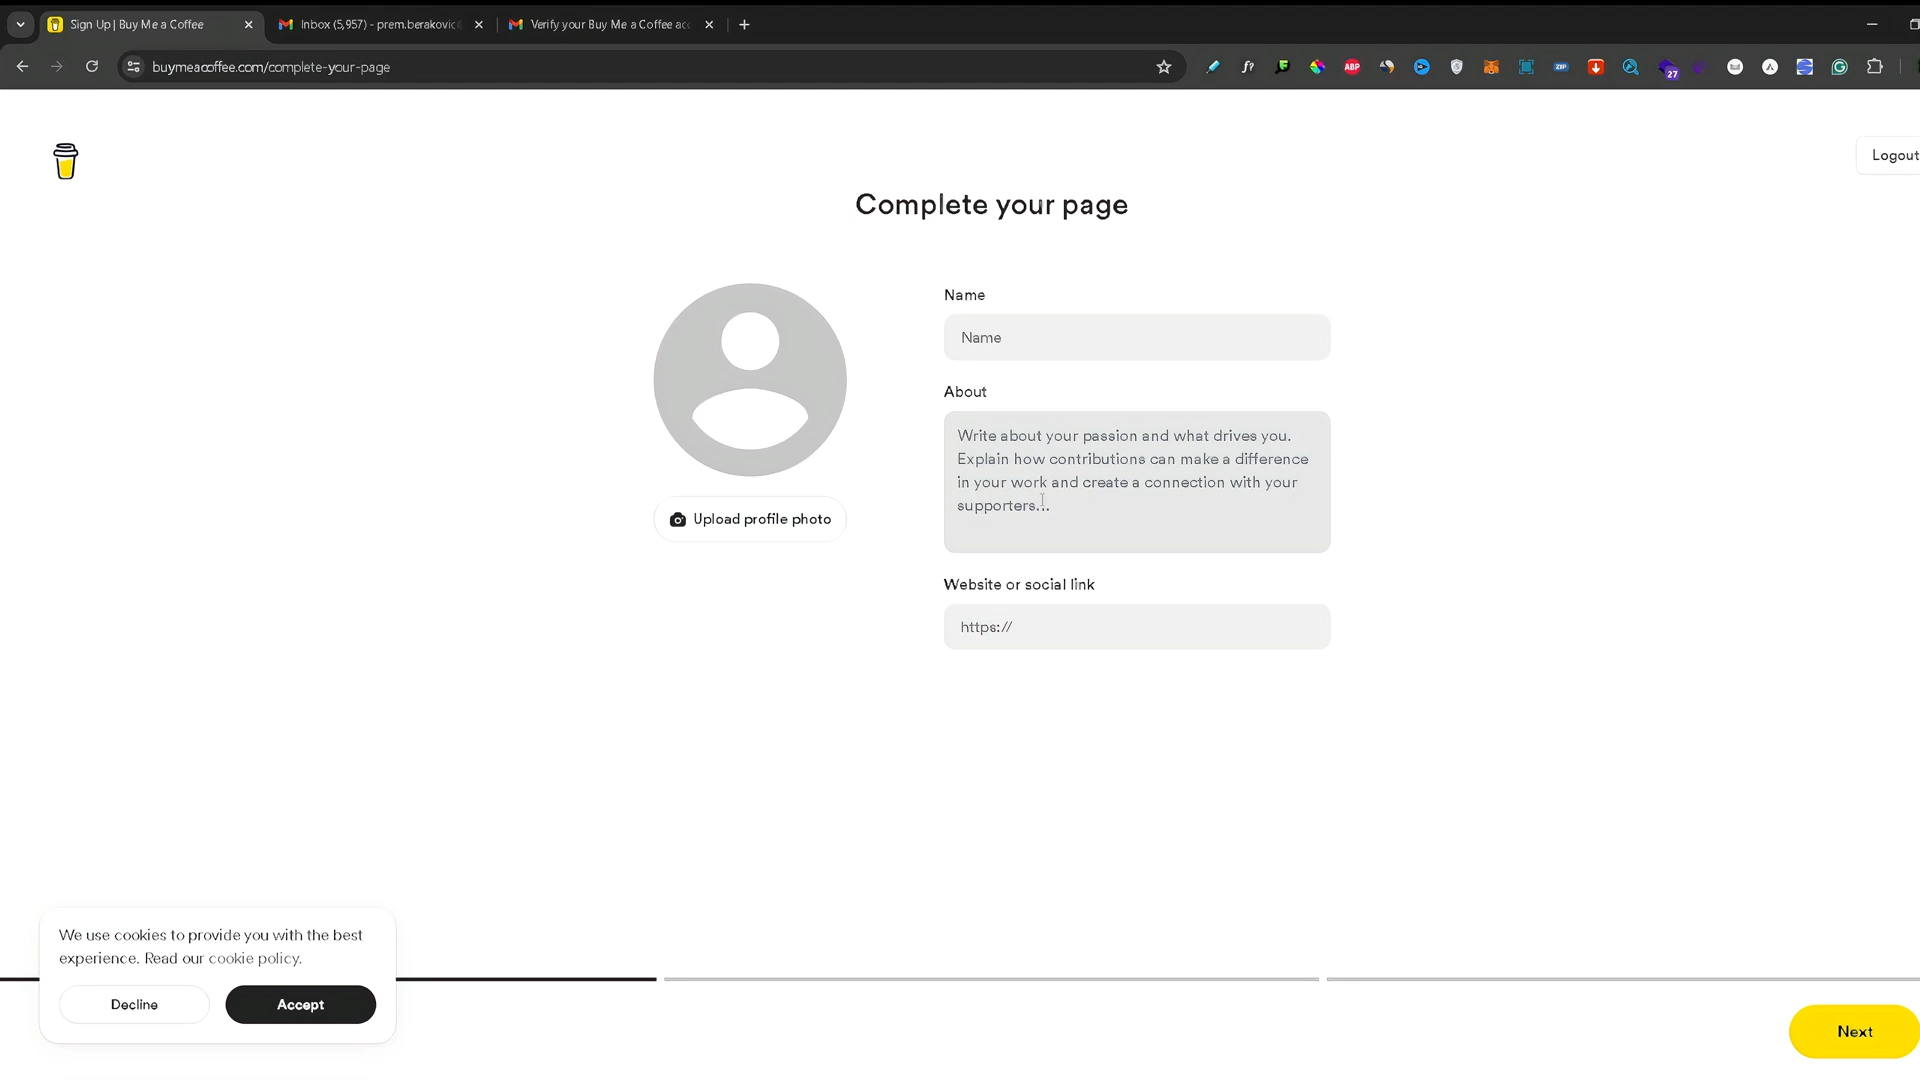 Sign Up | Buy Me a Coffee
Inbox (5,957) - prem.berakovic
Verify your Buy Me a Coffee acc
buymeacoffee.com/complete-your-page
f?
ABP
ZIP
27
Logout
Complete your page
Name
Name
About
Write about your passion and what drives you.
Explain how contributions can make a difference
in your work and create a connection with your
supporters...
Upload profile photo
Website or social link
https://
We use cookies to provide you with the best
experience. Read our cookie policy.
Decline
Accept
Next